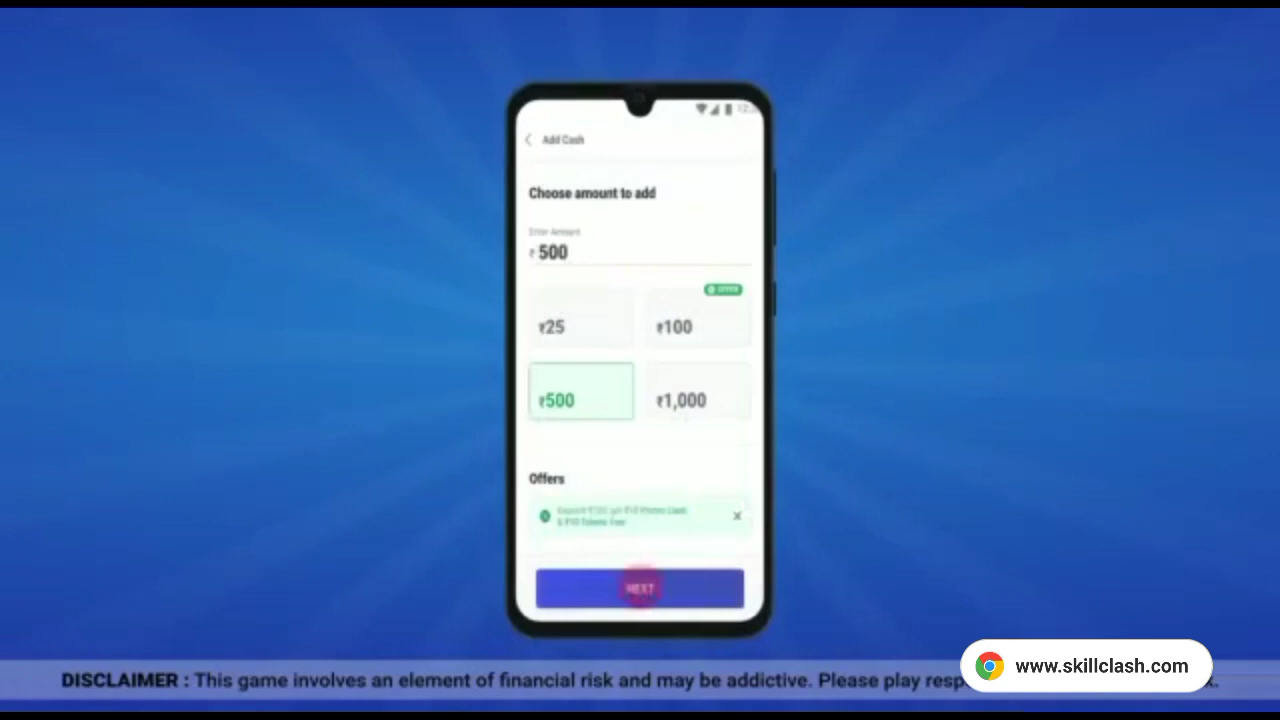 Add Cash
Choose amount to add
Enter Amount
₹ 500
OFFER
₹25
₹100
₹500
₹1,000
Offers
NEXT
DISCLAIMER : This game involves an element of financial risk and may be addictive. Please play
www.skillclash.com